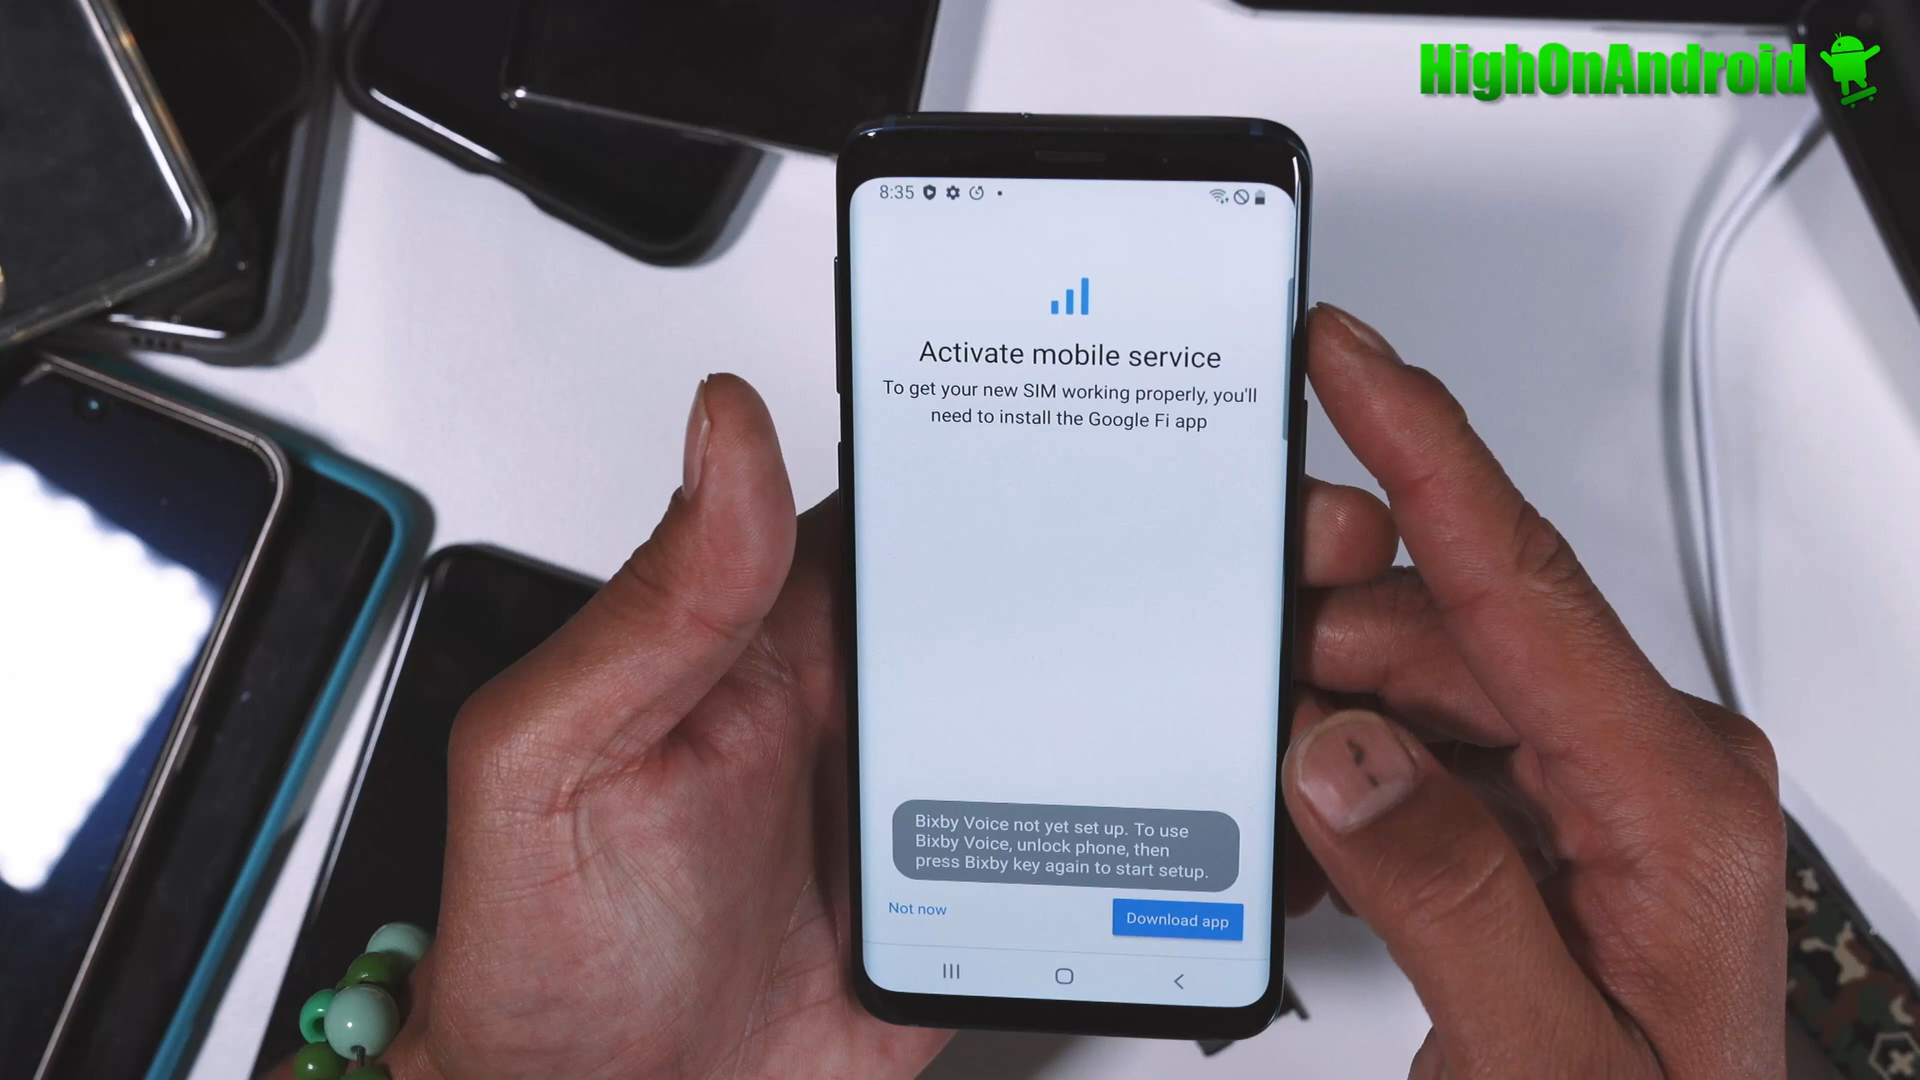 HighOnAndroid
8:35
Activate mobile service
To get your new SIM working properly, you'll
need to install the Google Fi app
Bixby Voice not yet set up. To use
Bixby Voice, unlock phone, then
press Bixby key again to start setup.
Not now
Download app